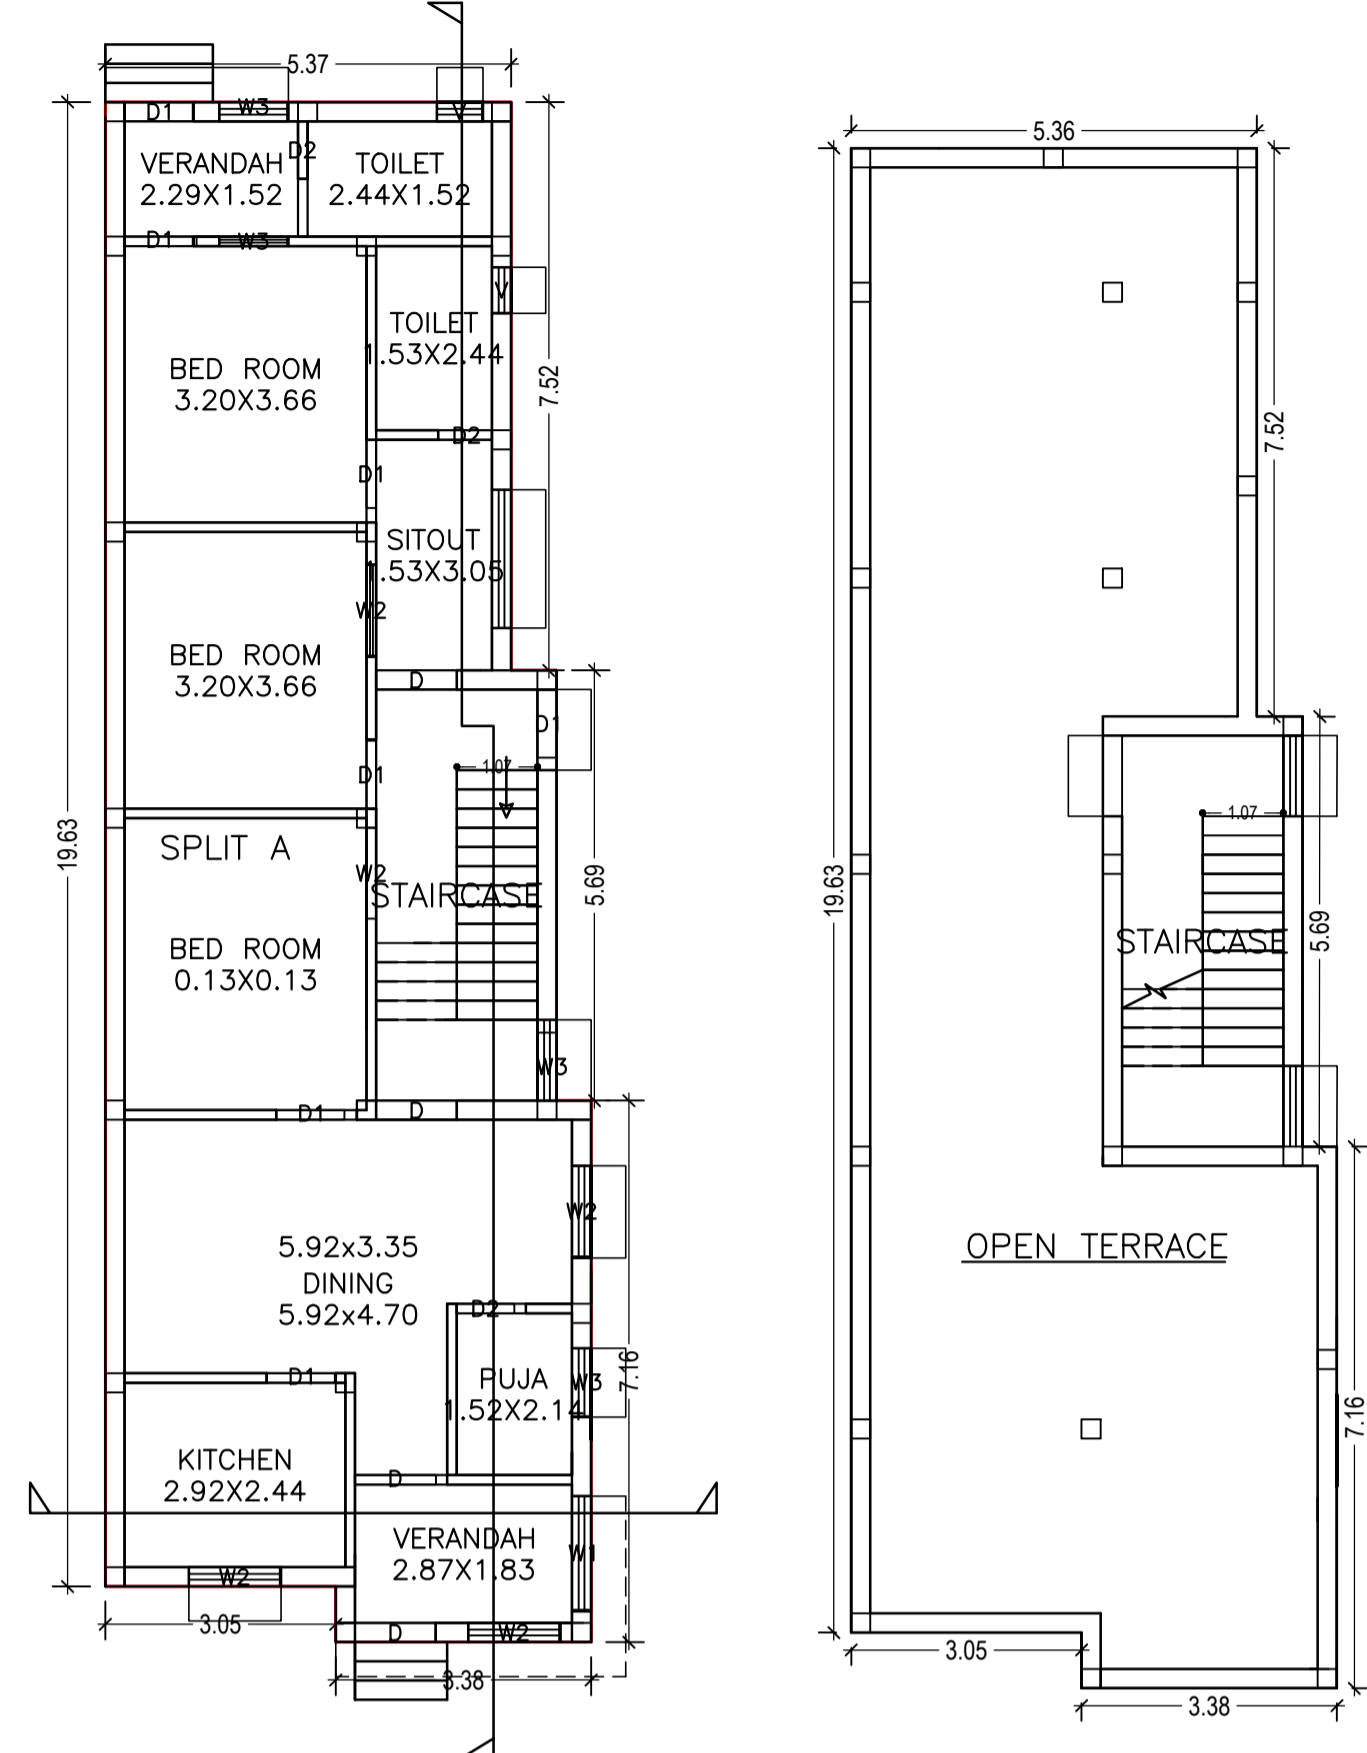 5.37
D1
W3
V
VERANDAH
2.29X1.52
D2
TOILET
2.44X1.52
D1
W3
V
TOILET
1.53X2.44
BED ROOM
3.20X3.66
7.52
D2
D1
SITOUT
1.53X3.05
W2
BED ROOM
3.20X3.66
D
D1
1.07
D1
19.63
SPLIT A
W2
STAIRCASE
5.69
BED ROOM
0.13X0.13
W3
D1
D
W2
5.92x3.35
DINING
5.92x4.70
D2
D1
PUJA
1.52X2.14
W3
7.16
KITCHEN
2.92X2.44
D
VERANDAH
2.87X1.83
W1
W2
3.05
D
W2
3.38
5.36
7.52
1.07
19.63
STAIRCASE
5.69
OPEN TERRACE
7.16
3.05
3.38